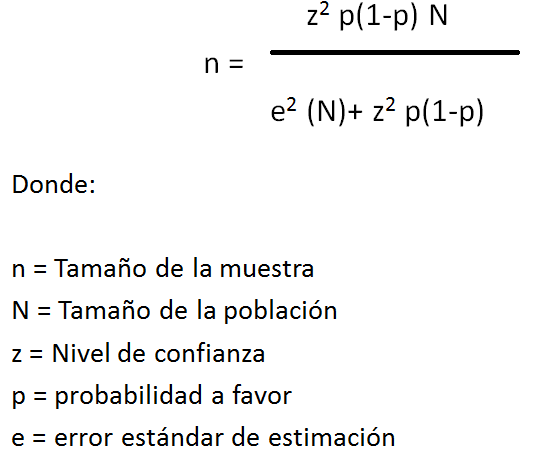 z² p(1-p) N
n =
e² (N)+ z² p(1-p)
Donde:
n = Tamaño de la muestra
N = Tamaño de la población
z = Nivel de confianza
p = probabilidad a favor
e = error estándar de estimación